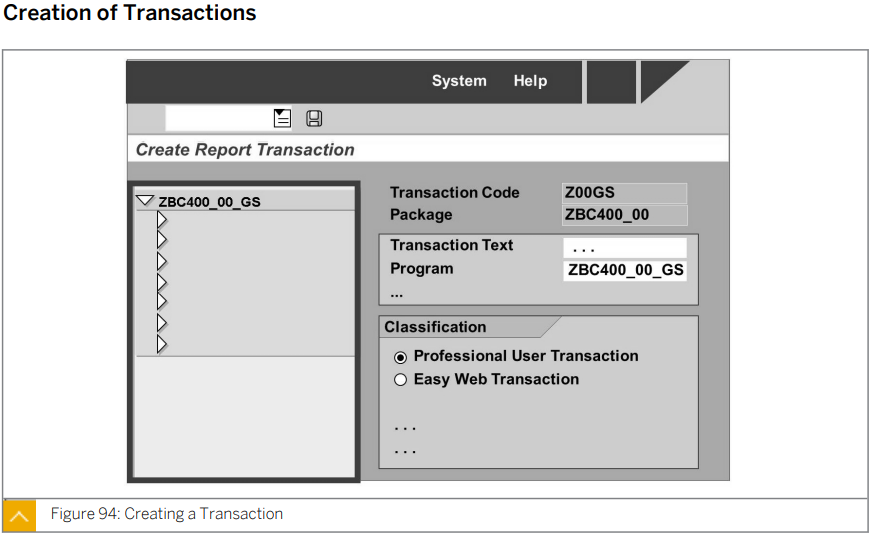 Creation of Transactions
System Help
Create Report Transaction
ZBC400_00_GS
Transaction Code Z00GS
Package ZBC400_00
Transaction Text ...
Program ZBC400_00_GS
...
Classification
Professional User Transaction
Easy Web Transaction
...
...
Figure 94: Creating a Transaction